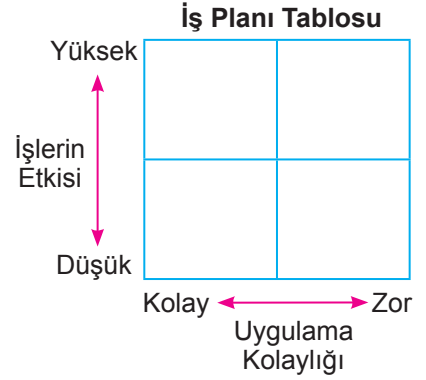 İş Planı Tablosu
Yüksek
İşlerin
Etkisi
Düşük
Kolay
Zor
Uygulama
Kolaylığı